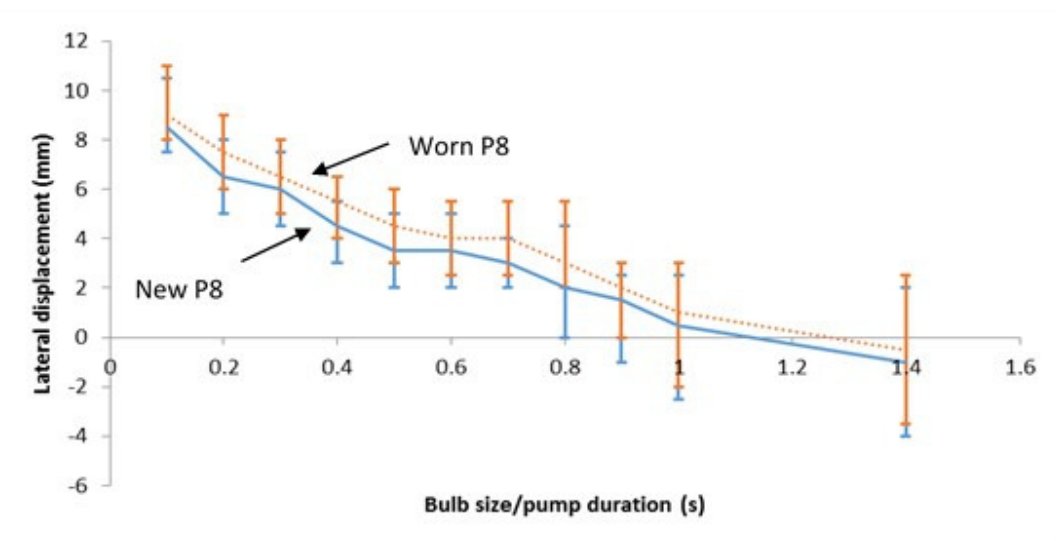 12
10
8
6
4
2
0
-2
-4
-6
Lateral displacement (mm)
Worn P8
New P8
0 0.2 0.4 0.6 0.8 1 1.2 1.4 1.6
Bulb size/pump duration (s)